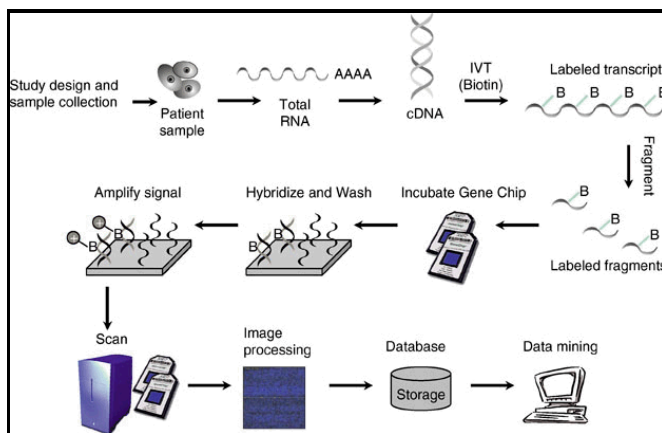 Study design and
sample collection
Patient
sample
AAAA
Total
RNA
cDNA
IVT
(Biotin)
Labeled transcript
B B B B
Fragment
B
B
B
Labeled fragments
Incubate Gene Chip
Hybridize and Wash
B
Amplify signal
B
Scan
Image
processing
Database
Storage
Data mining